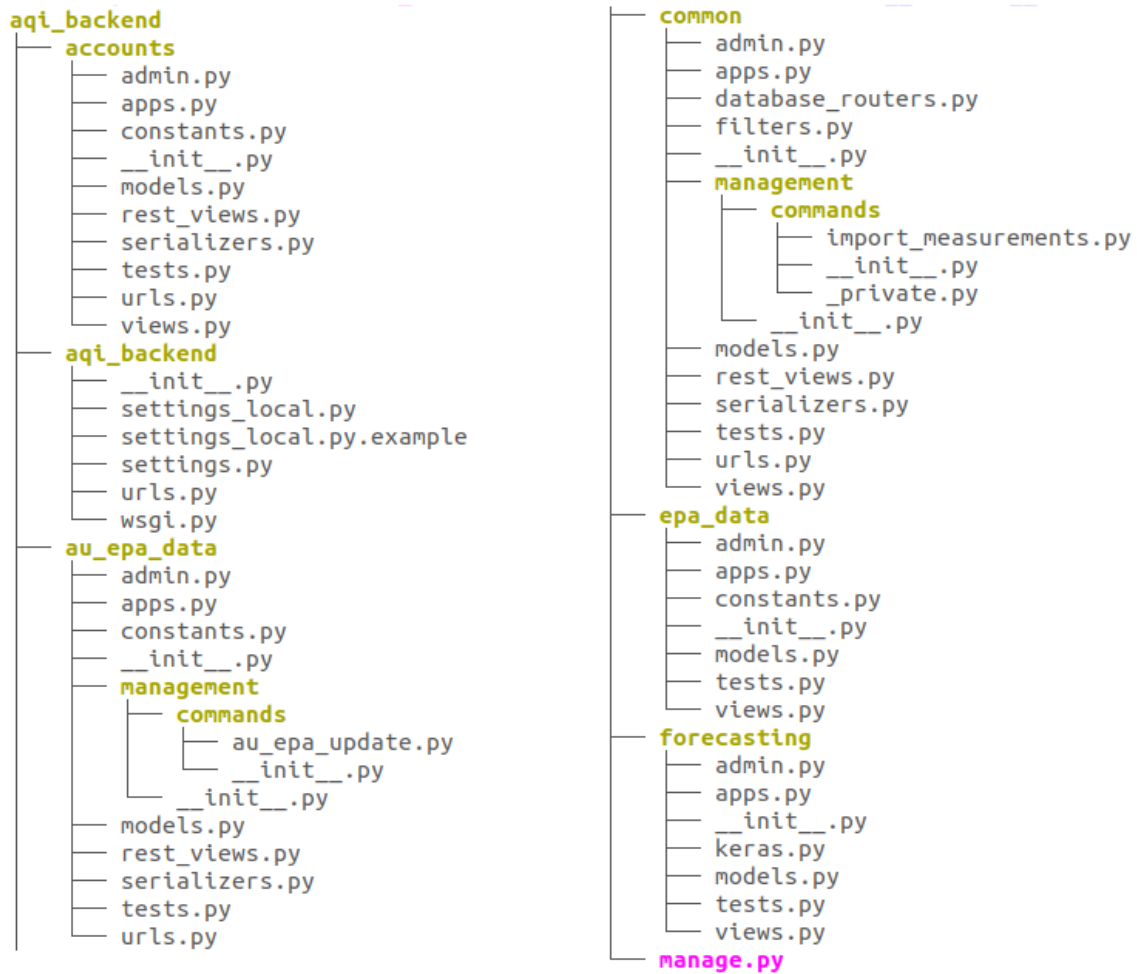 aqi_backend
accounts
admin.py
apps.py
constants.py
__init__.py
models.py
rest_views.py
serializers.py
tests.py
urls.py
views.py
aqi_backend
__init__.py
settings_local.py
settings_local.py.example
settings.py
urls.py
wsgi.py
au_epa_data
admin.py
apps.py
constants.py
__init__.py
management
commands
au_epa_update.py
__init__.py
__init__.py
models.py
rest_views.py
serializers.py
tests.py
urls.py
common
admin.py
apps.py
database_routers.py
filters.py
__init__.py
management
commands
import_measurements.py
__init__.py
_private.py
__init__.py
models.py
rest_views.py
serializers.py
tests.py
urls.py
views.py
epa_data
admin.py
apps.py
constants.py
__init__.py
models.py
tests.py
views.py
forecasting
admin.py
apps.py
__init__.py
keras.py
models.py
tests.py
views.py
manage.py